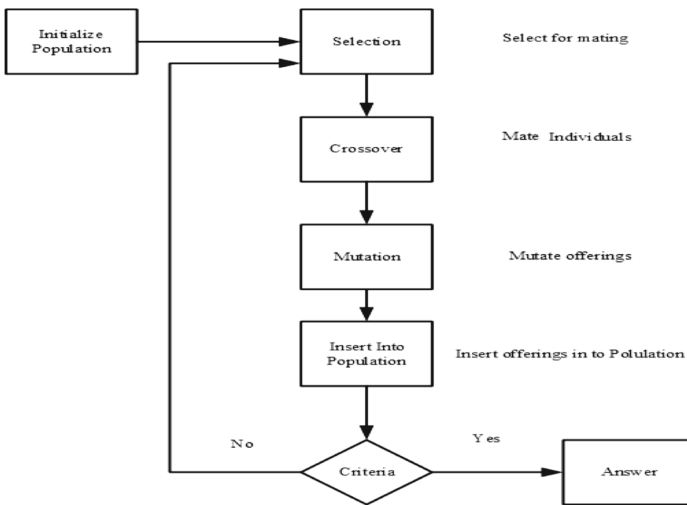 Initialize
Population
Selection
Select for mating
Crossover
Mate Individuals
Mutation
Mutate offerings
Insert Into
Population
Insert offerings in to Polulation
No
Yes
Criteria
Answer